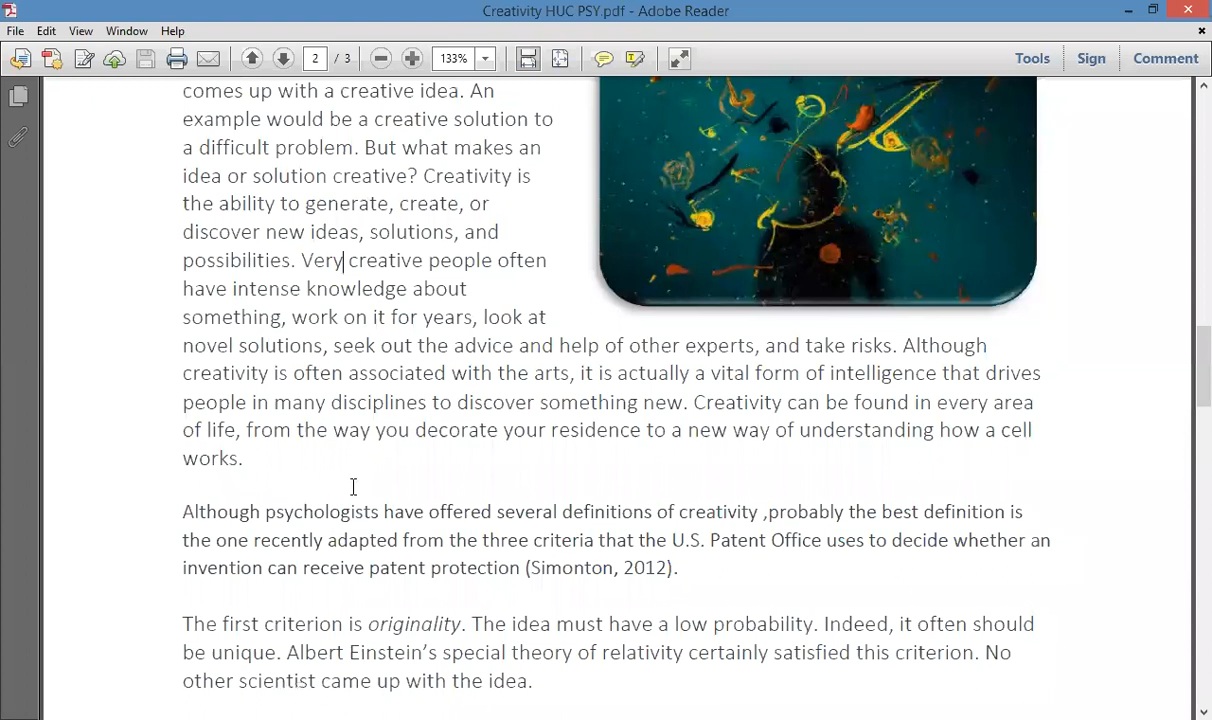 Creativity HUC PSY.pdf - Adobe Reader
File Edit View Window Help
2 / 3 133% Tools Sign Comment
comes up with a creative idea. An
example would be a creative solution to
a difficult problem. But what makes an
idea or solution creative? Creativity is
the ability to generate, create, or
discover new ideas, solutions, and
possibilities. Very creative people often
have intense knowledge about
something, work on it for years, look at
novel solutions, seek out the advice and help of other experts, and take risks. Although
creativity is often associated with the arts, it is actually a vital form of intelligence that drives
people in many disciplines to discover something new. Creativity can be found in every area
of life, from the way you decorate your residence to a new way of understanding how a cell
works.
Although psychologists have offered several definitions of creativity ,probably the best definition is
the one recently adapted from the three criteria that the U.S. Patent Office uses to decide whether an
invention can receive patent protection (Simonton, 2012).
The first criterion is originality. The idea must have a low probability. Indeed, it often should
be unique. Albert Einstein’s special theory of relativity certainly satisfied this criterion. No
other scientist came up with the idea.